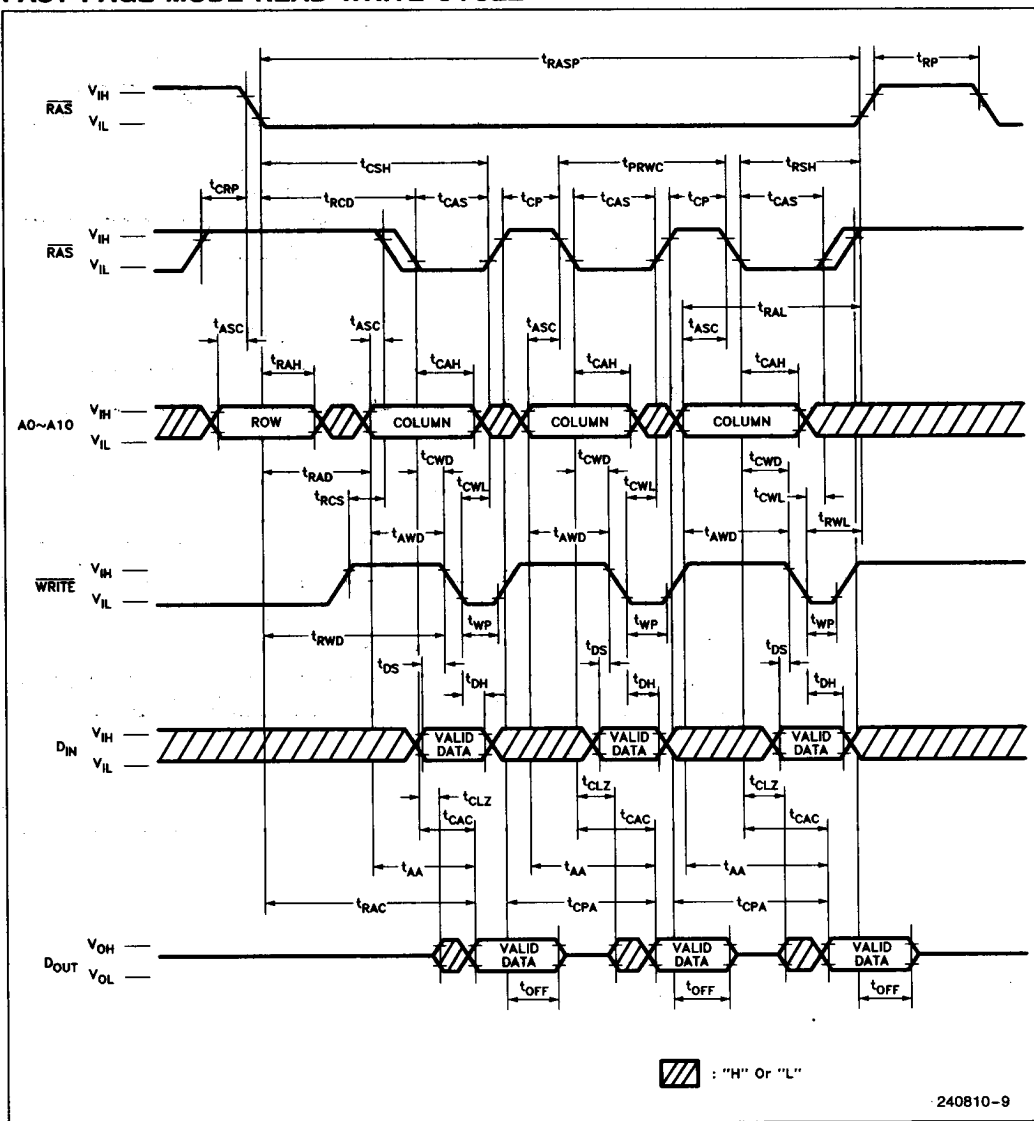 FAST PAGE MODE READ-WRITE CYCLE
tRASP
tRP
RAS
VIH
VIL
tCSH
tPRWC
tRSH
tCRP
tRCD
tCAS
tCP
tCAS
tCP
tCAS
RAS
VIH
VIL
tRAL
tASC
tASC
tASC
tASC
tRAH
tCAH
tCAH
tCAH
A0~A10
VIH
VIL
ROW
COLUMN
COLUMN
COLUMN
tRAD
tCWD
tCWD
tCWD
tRCS
tCWL
tCWL
tCWL
tRWL
tAWD
tAWD
tAWD
WRITE
VIH
VIL
tRWD
tWP
tWP
tWP
tDS
tDS
tDS
tDH
tDH
tDH
DIN
VIH
VIL
VALID DATA
VALID DATA
VALID DATA
tCLZ
tCLZ
tCLZ
tCAC
tCAC
tCAC
tAA
tAA
tAA
tRAC
tCPA
tCPA
DOUT
VOH
VOL
VALID DATA
VALID DATA
VALID DATA
tOFF
tOFF
tOFF
: "H" Or "L"
240810-9